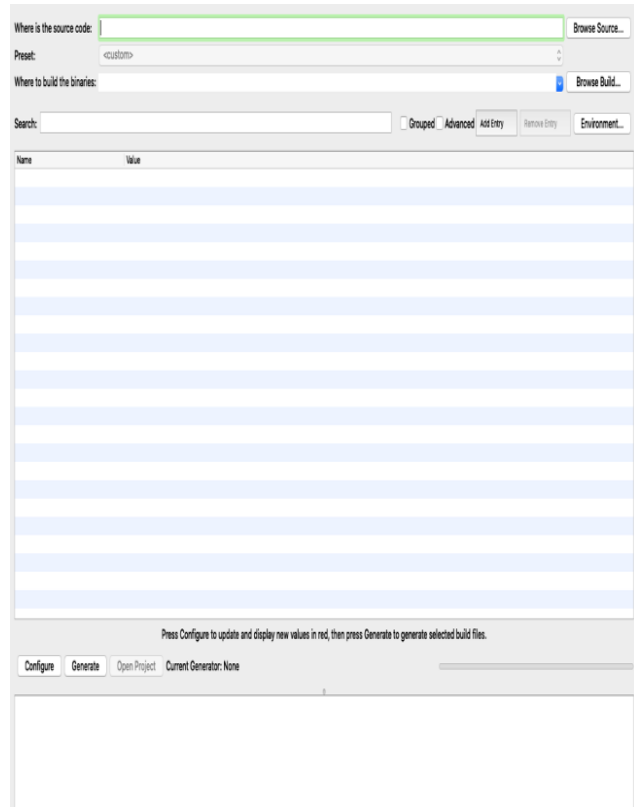 Where is the source code: Browse Source...
Preset: <custom>
Where to build the binaries: Browse Build...
Search: Grouped Advanced Add Entry Remove Entry Environment...
Name Value
Press Configure to update and display new values in red, then press Generate to generate selected build files.
Configure Generate Open Project Current Generator: None